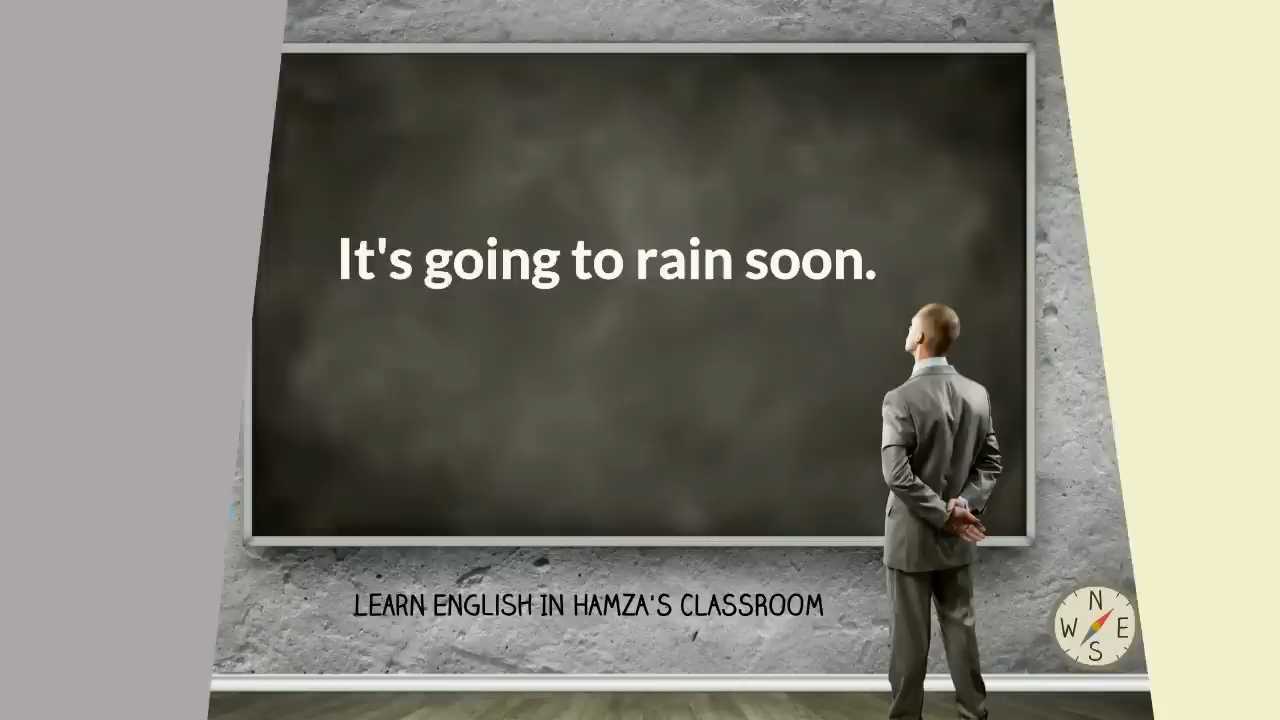 It's going to rain soon.
LEARN ENGLISH IN HAMZA'S CLASSROOM
N
W E
S